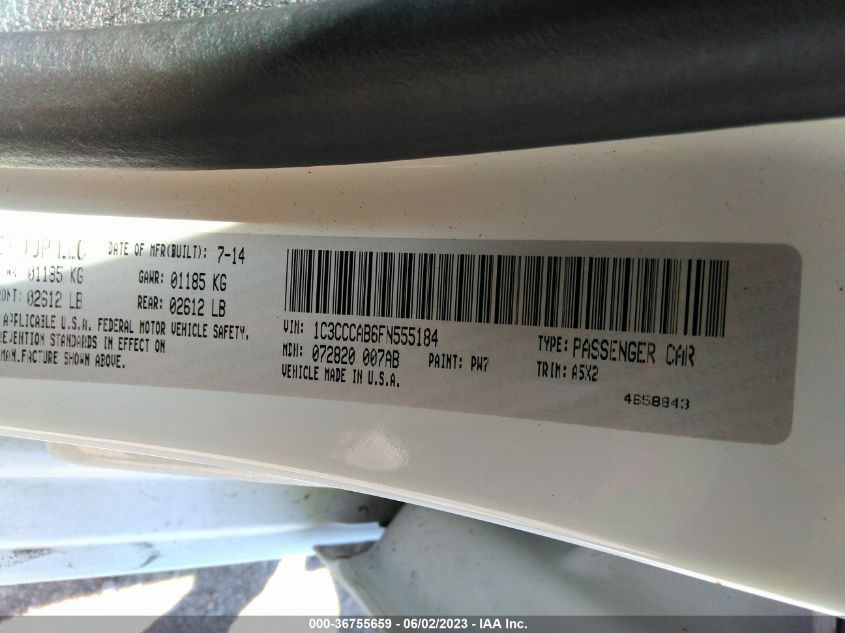 DATE OF MFR(BUILT): 7-14
01185 KG GAWR: 01185 KG
02612 LB REAR: 02612 LB
APPLICABLE U.S.A. FEDERAL MOTOR VEHICLE SAFETY,
STANDARDS IN EFFECT ON
SHOWN ABOVE.
VIN: 1C3CCCAB6FN555184
MDH: 072820 007AB PAINT: PW7
VEHICLE MADE IN U.S.A.
TYPE: PASSENGER CAR
TRIM: A5X2
4658843
000-36755659 - 06/02/2023 - IAA Inc.